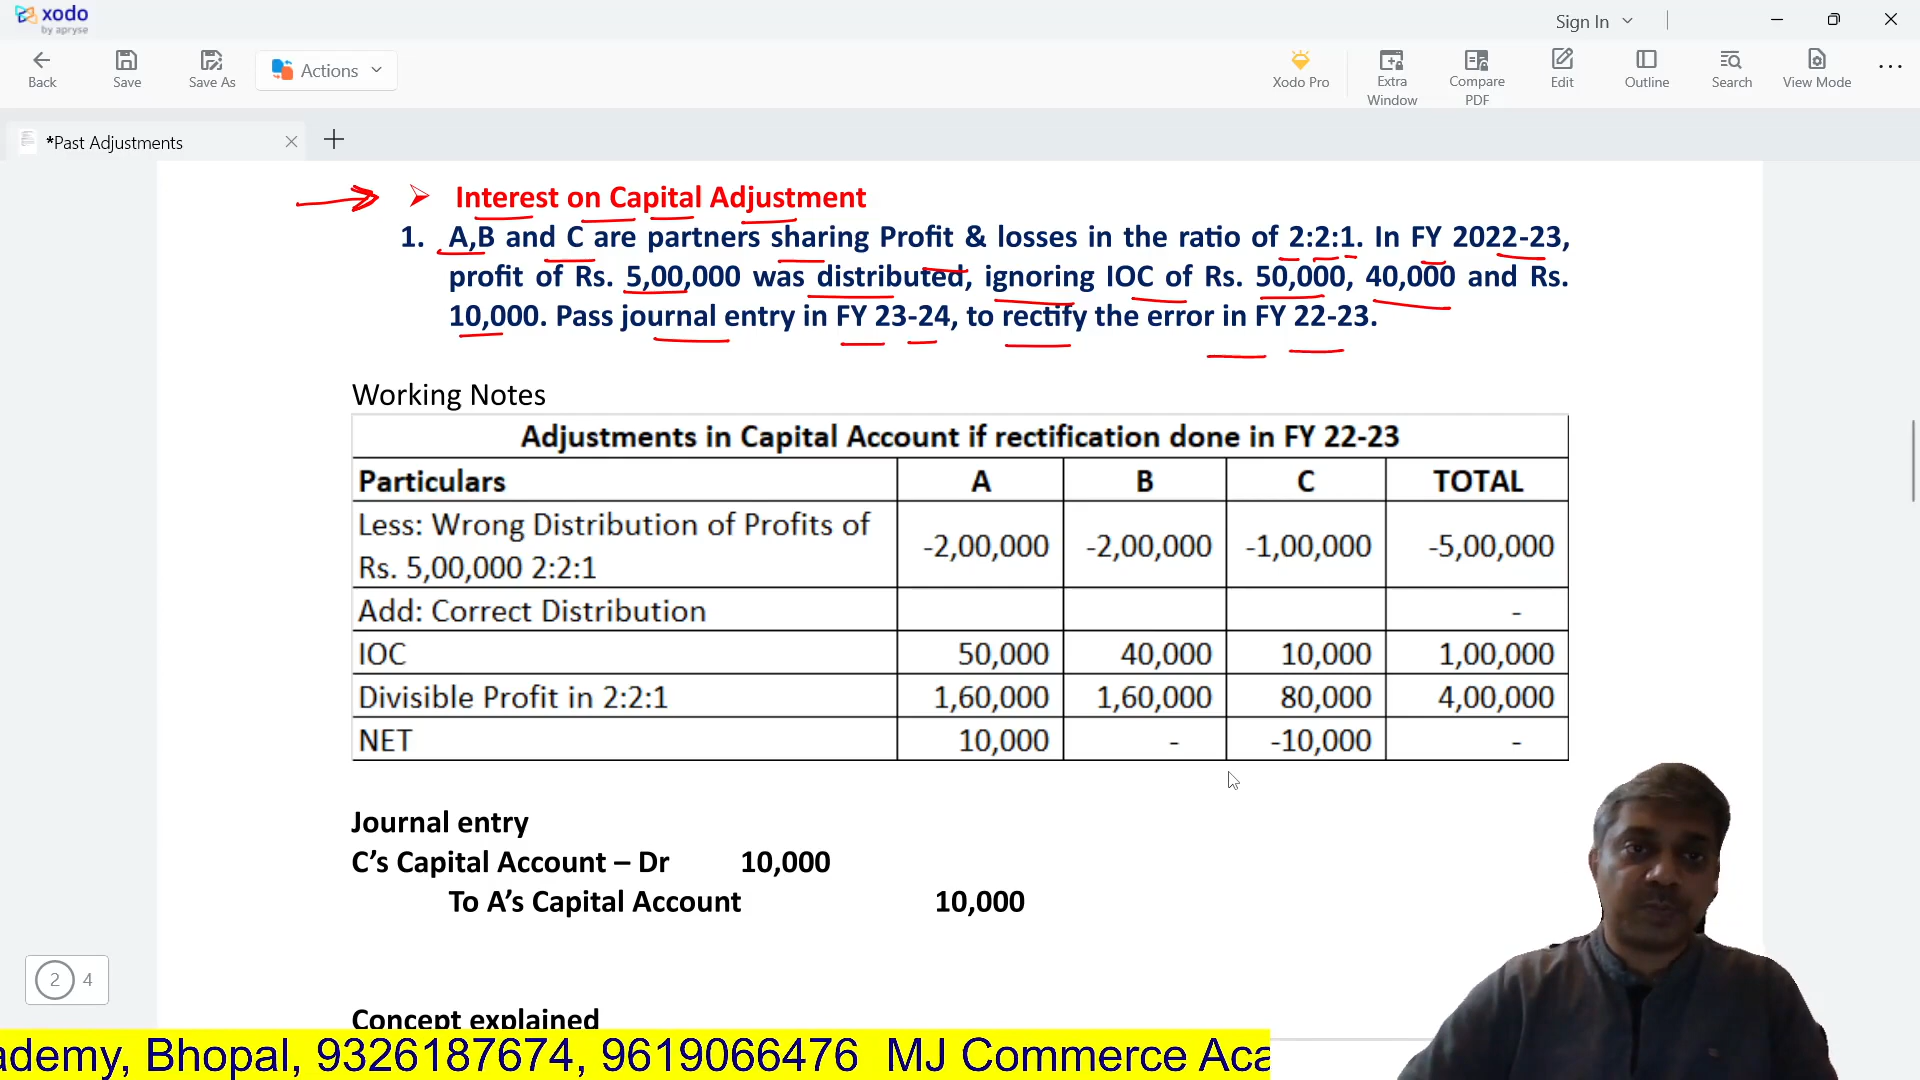 xodo
by apryse
Sign In
Back
Save
Save As
Actions
Xodo Pro
Extra Window
Compare PDF
Edit
Outline
Search
View Mode
*Past Adjustments
➢ Interest on Capital Adjustment
1. A,B and C are partners sharing Profit & losses in the ratio of 2:2:1. In FY 2022-23,
profit of Rs. 5,00,000 was distributed, ignoring IOC of Rs. 50,000, 40,000 and Rs.
10,000. Pass journal entry in FY 23-24, to rectify the error in FY 22-23.
Working Notes
Adjustments in Capital Account if rectification done in FY 22-23
Particulars A B C TOTAL
Less: Wrong Distribution of Profits of
Rs. 5,00,000 2:2:1 -2,00,000 -2,00,000 -1,00,000 -5,00,000
Add: Correct Distribution -
IOC 50,000 40,000 10,000 1,00,000
Divisible Profit in 2:2:1 1,60,000 1,60,000 80,000 4,00,000
NET 10,000 - -10,000 -
Journal entry
C’s Capital Account – Dr 10,000
To A’s Capital Account 10,000
2 4
Concept explained
ademy, Bhopal, 9326187674, 9619066476 MJ Commerce Aca